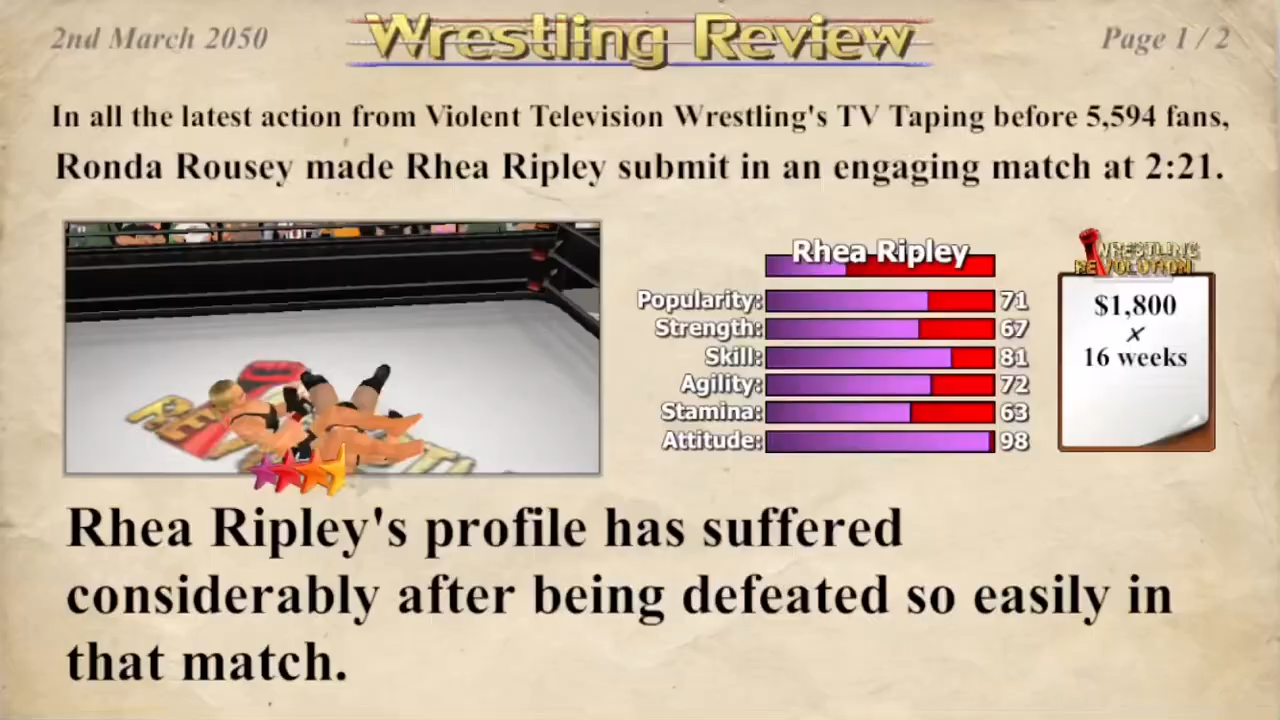 2nd March 2050
Wrestling Review
Page 1 / 2
In all the latest action from Violent Television Wrestling's TV Taping before 5,594 fans,
Ronda Rousey made Rhea Ripley submit in an engaging match at 2:21.
Rhea Ripley
Popularity: 71
Strength: 67
Skill: 81
Agility: 72
Stamina: 63
Attitude: 98
WRESTLING
REVOLUTION
$1,800
×
16 weeks
Rhea Ripley's profile has suffered
considerably after being defeated so easily in
that match.